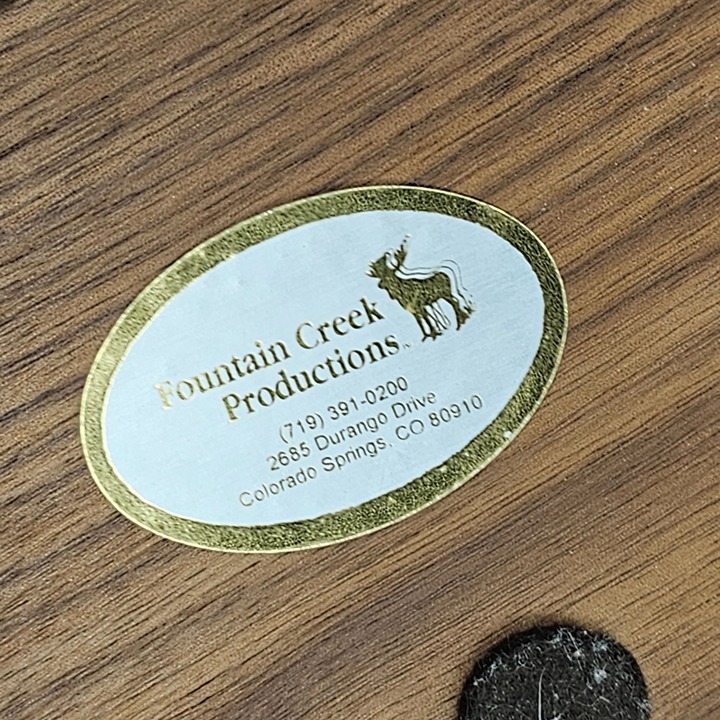 Fountain Creek
Productions™
(719) 391-0200
2685 Durango Drive
Colorado Springs, CO 80910